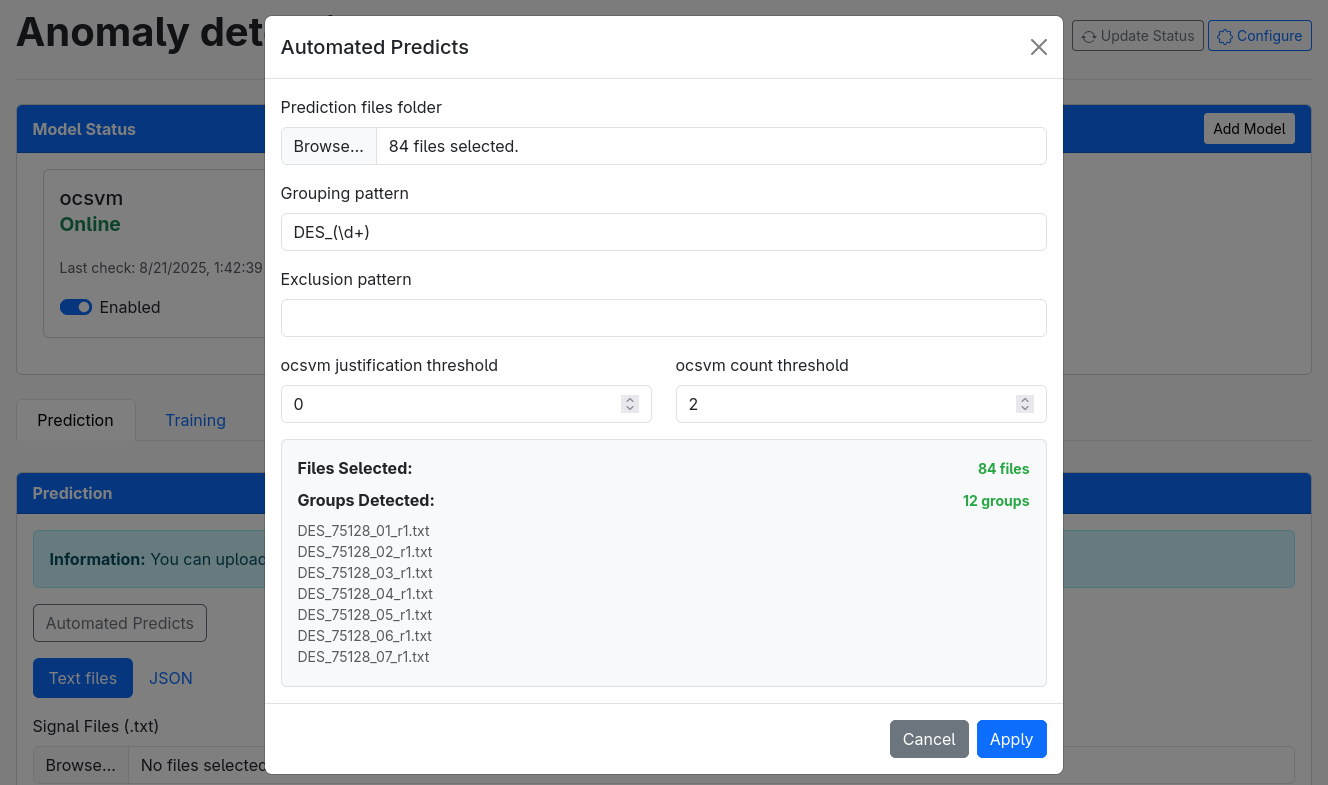 Anomaly det
Update Status
Configure
Automated Predicts
Model Status
Add Model
Prediction files folder
Browse... 84 files selected.
ocsvm
Online
Last check: 8/21/2025, 1:42:39
Enabled
Grouping pattern
DES_(\d+)
Exclusion pattern
ocsvm justification threshold
ocsvm count threshold
0
2
Prediction
Training
Files Selected: 84 files
Groups Detected: 12 groups
DES_75128_01_r1.txt
DES_75128_02_r1.txt
DES_75128_03_r1.txt
DES_75128_04_r1.txt
DES_75128_05_r1.txt
DES_75128_06_r1.txt
DES_75128_07_r1.txt
Cancel
Apply
Prediction
Information: You can upload
Automated Predicts
Text files
JSON
Signal Files (.txt)
Browse... No files selected